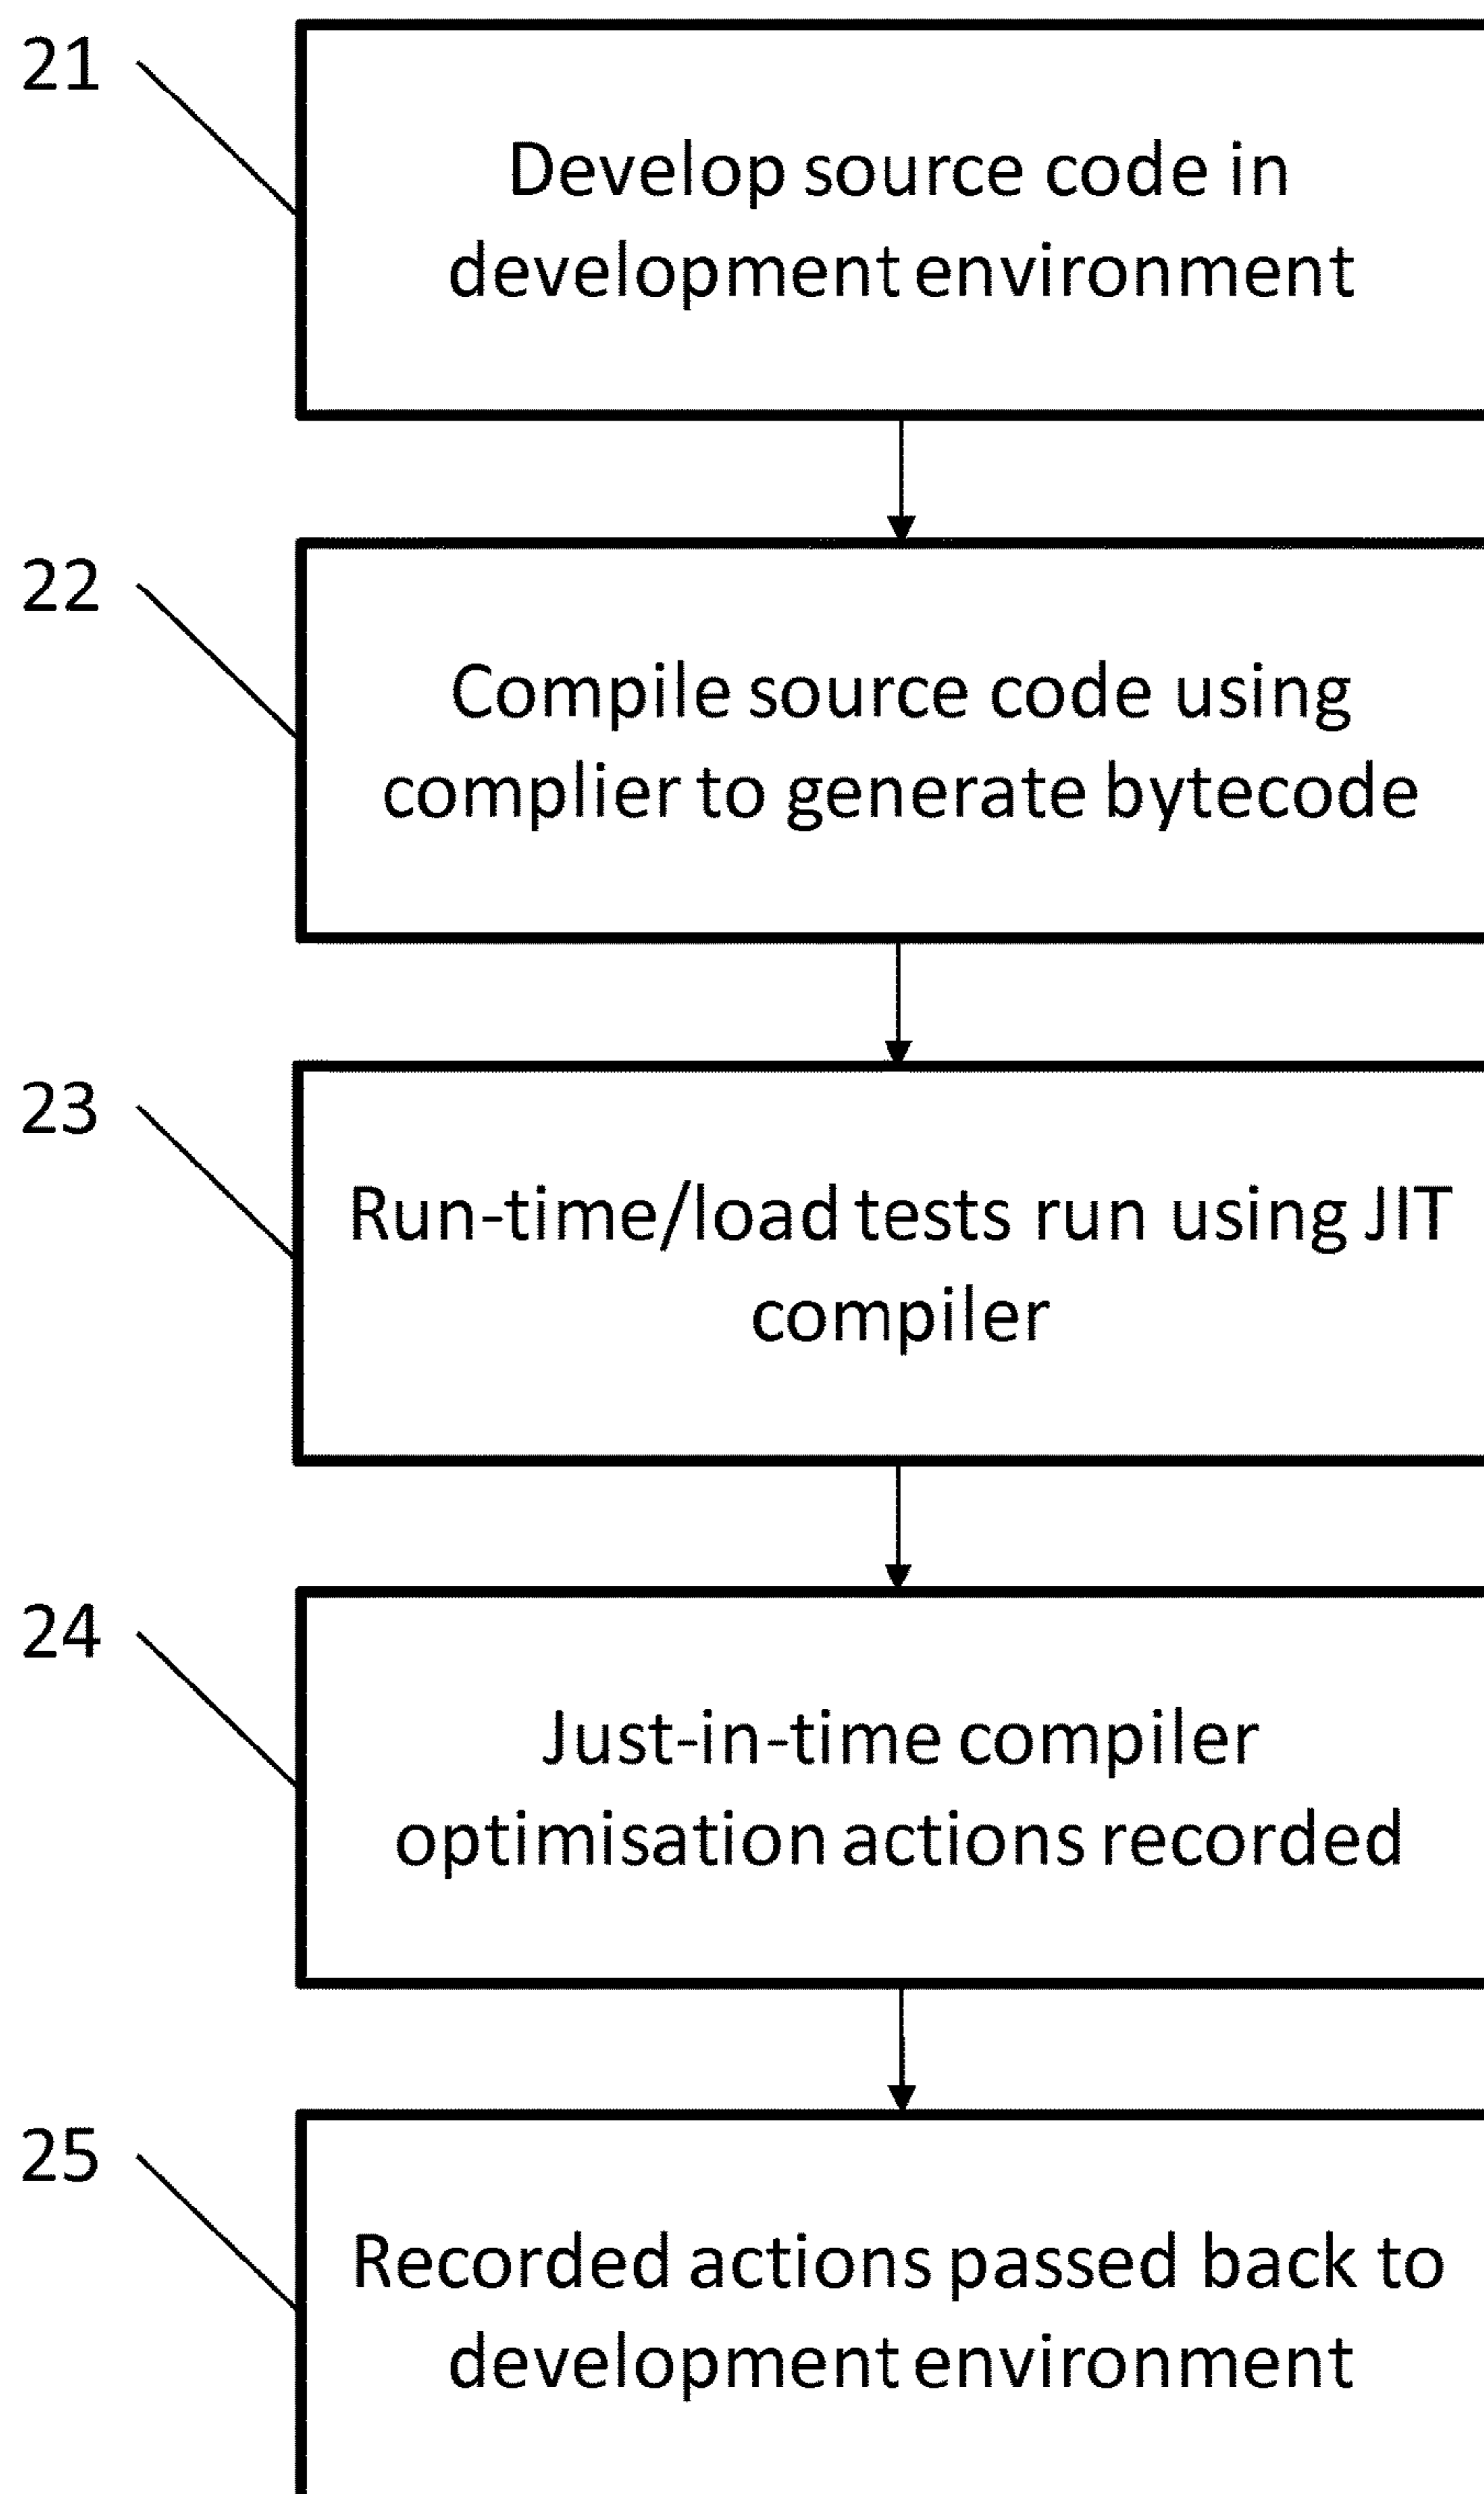 21
Develop source code in
development environment
22
Compile source code using
complier to generate bytecode
23
Run-time/load tests run using JIT
compiler
24
Just-in-time compiler
optimisation actions recorded
25
Recorded actions passed back to
development environment